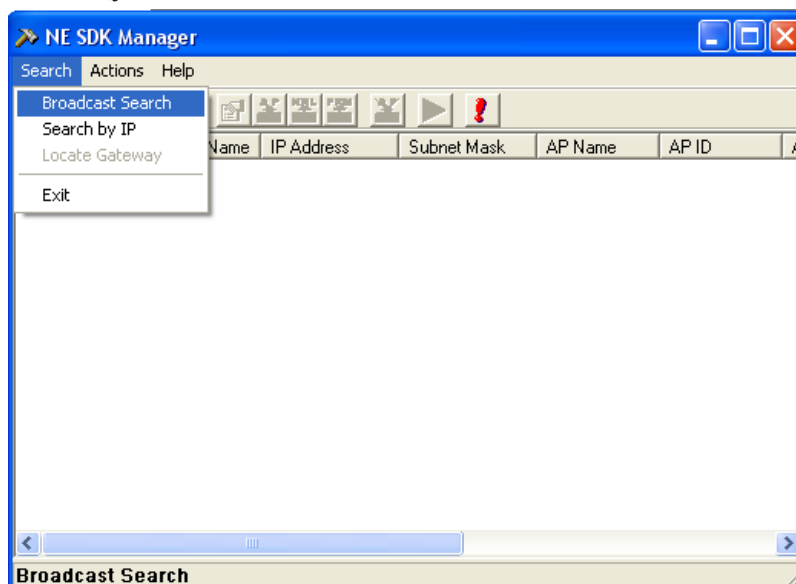 NE SDK Manager
Search Actions Help
Broadcast Search
Search by IP
Locate Gateway
Exit
Name IP Address Subnet Mask AP Name AP ID
Broadcast Search